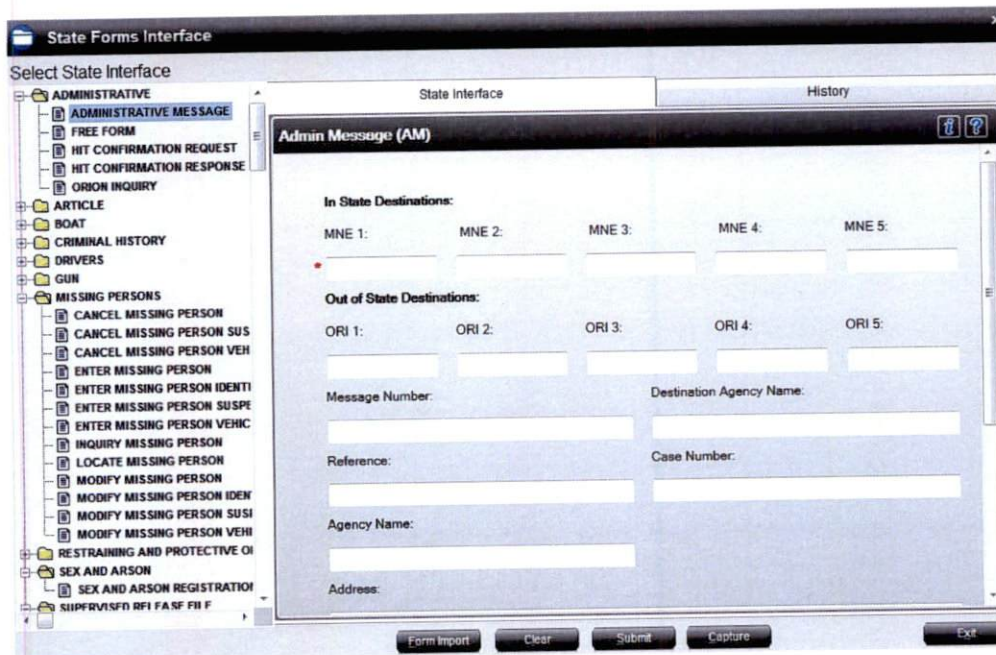 State Forms Interface
Select State Interface
ADMINISTRATIVE
ADMINISTRATIVE MESSAGE
FREE FORM
HIT CONFIRMATION REQUEST
HIT CONFIRMATION RESPONSE
ORION INQUIRY
ARTICLE
BOAT
CRIMINAL HISTORY
DRIVERS
GUN
MISSING PERSONS
CANCEL MISSING PERSON
CANCEL MISSING PERSON SUS
CANCEL MISSING PERSON VEH
ENTER MISSING PERSON
ENTER MISSING PERSON IDENTI
ENTER MISSING PERSON SUSPE
ENTER MISSING PERSON VEHIC
INQUIRY MISSING PERSON
LOCATE MISSING PERSON
MODIFY MISSING PERSON
MODIFY MISSING PERSON IDEN
MODIFY MISSING PERSON SUSI
MODIFY MISSING PERSON VEHI
RESTRAINING AND PROTECTIVE OI
SEX AND ARSON
SEX AND ARSON REGISTRATIOI
SUPERVISED RELEASE FILE
State Interface History
Admin Message (AM)
In State Destinations:
MNE 1: MNE 2: MNE 3: MNE 4: MNE 5:
*
Out of State Destinations:
ORI 1: ORI 2: ORI 3: ORI 4: ORI 5:
Message Number: Destination Agency Name:
Reference: Case Number:
Agency Name:
Address:
Form Import Clear Submit Capture Exit